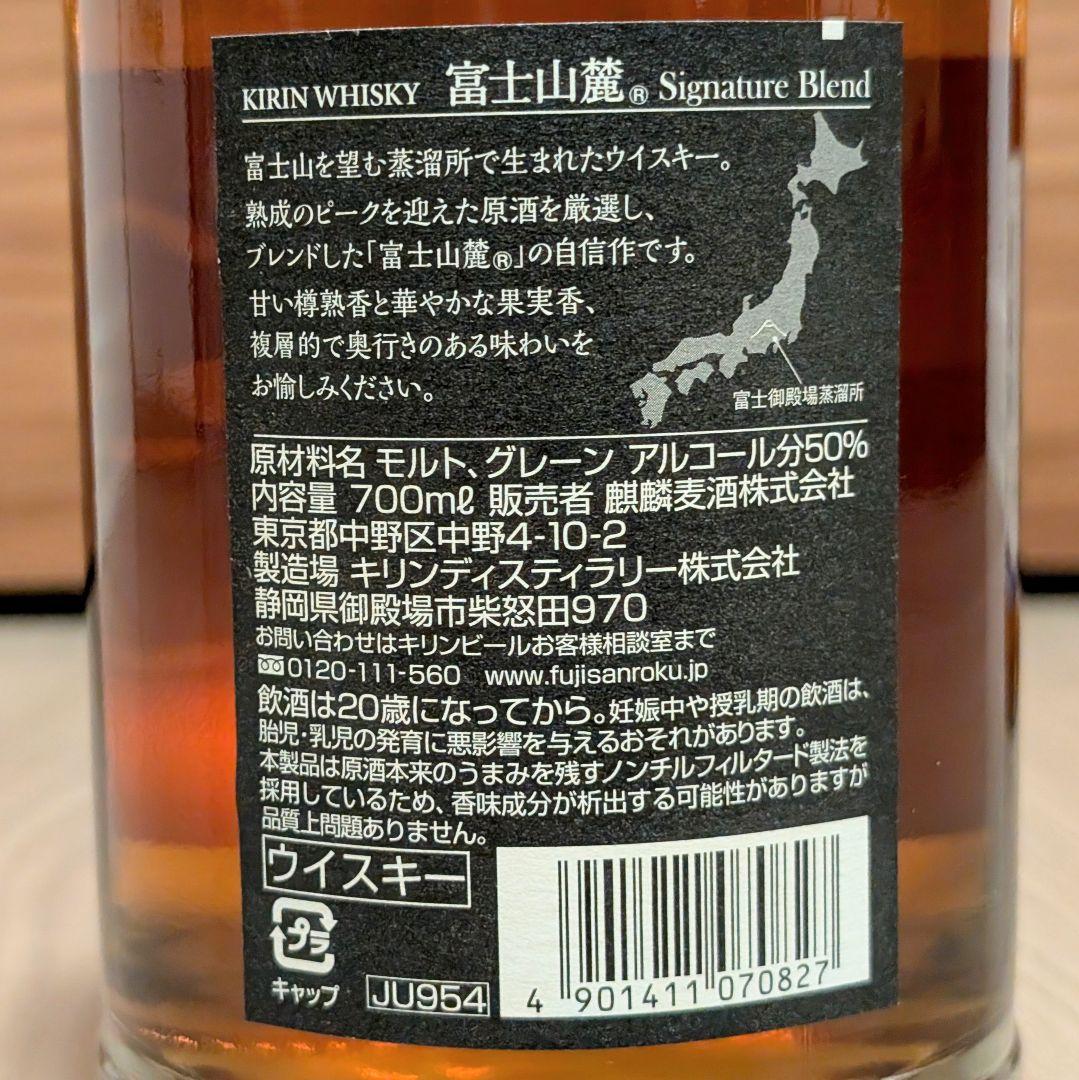 KIRIN WHISKY 富士山麓® Signature Blend
富士山を望む蒸溜所で生まれたウイスキー。
熟成のピークを迎えた原酒を厳選し、
ブレンドした「富士山麓®」の自信作です。
甘い樽熟香と華やかな果実香、
複層的で奥行きのある味わいを
お愉しみください。
富士御殿場蒸溜所
原材料名 モルト、グレーン アルコール分50%
内容量 700mℓ 販売者 麒麟麦酒株式会社
東京都中野区中野4-10-2
製造場 キリンディスティラリー株式会社
静岡県御殿場市柴怒田970
お問い合わせはキリンビールお客様相談室まで
0120-111-560 www.fujisanroku.jp
飲酒は20歳になってから。妊娠中や授乳期の飲酒は、
胎児・乳児の発育に悪影響を与えるおそれがあります。
本製品は原酒本来のうまみを残すノンチルフィルタード製法を
採用しているため、香味成分が析出する可能性がありますが
品質上問題ありません。
ウイスキー
プラ
キャップ
JU954
4 901411 070827